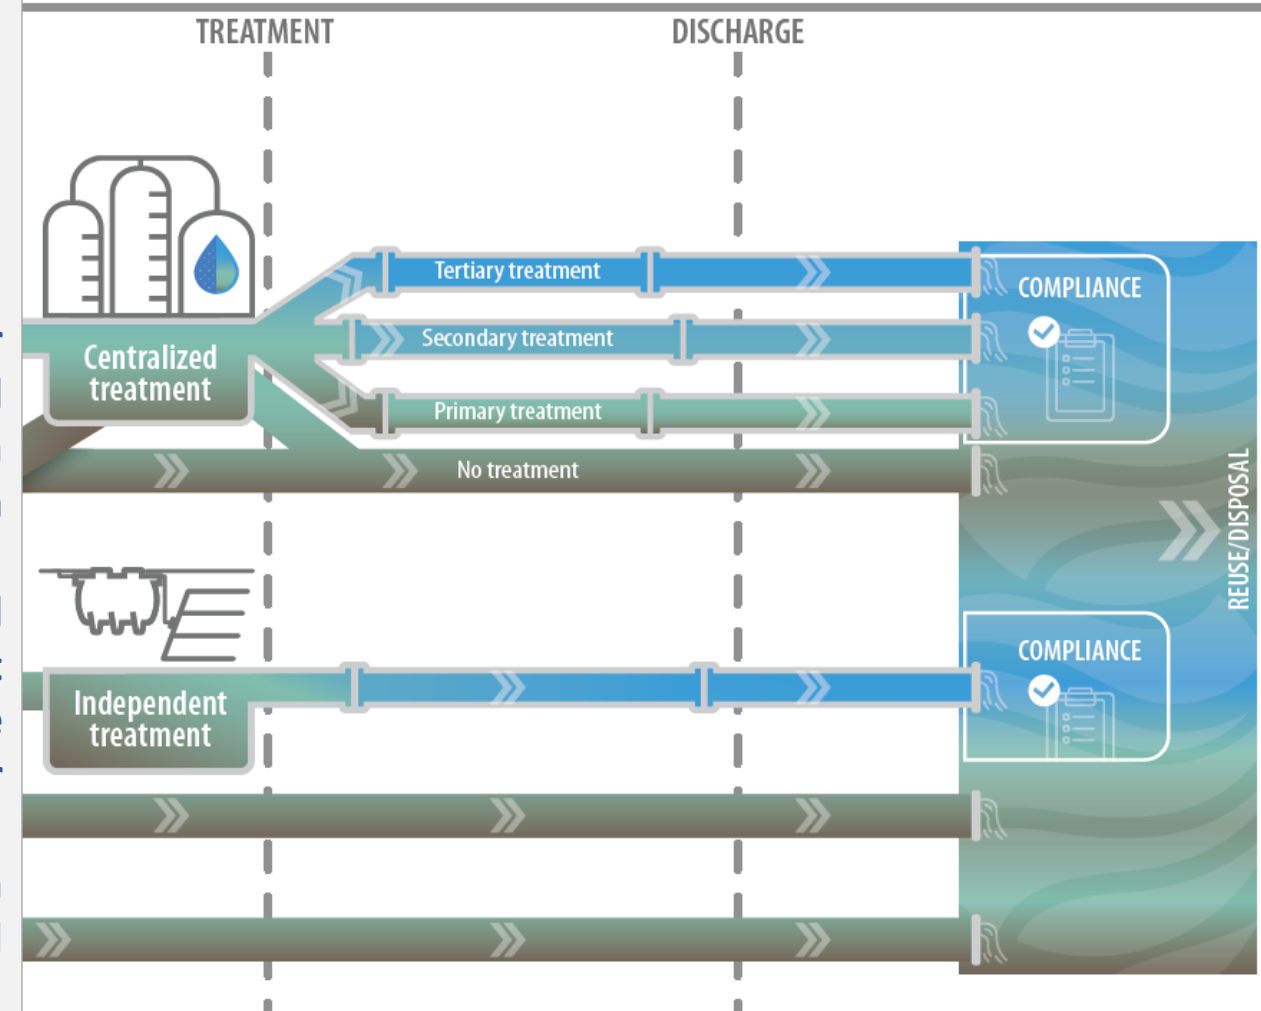 TREATMENT
DISCHARGE
Tertiary treatment
COMPLIANCE
Secondary treatment
Centralized
treatment
Primary treatment
No treatment
REUSE/DISPOSAL
COMPLIANCE
Independent
treatment